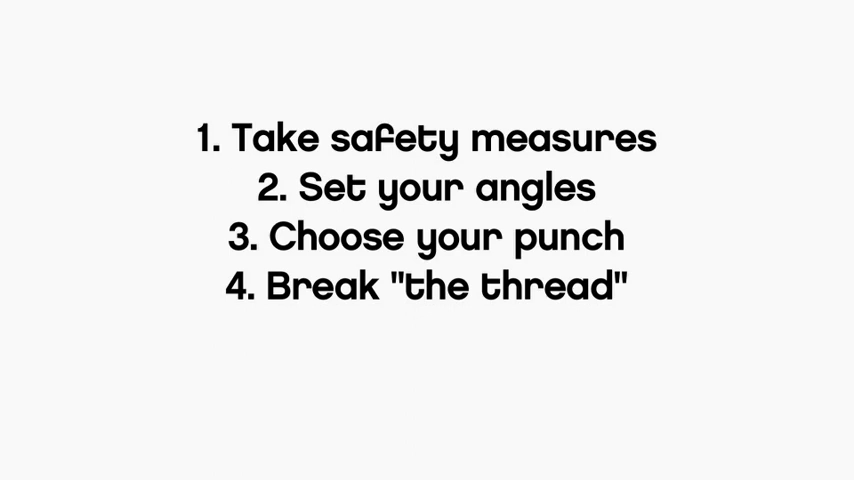 1. Take safety measures
2. Set your angles
3. Choose your punch
4. Break "the thread"